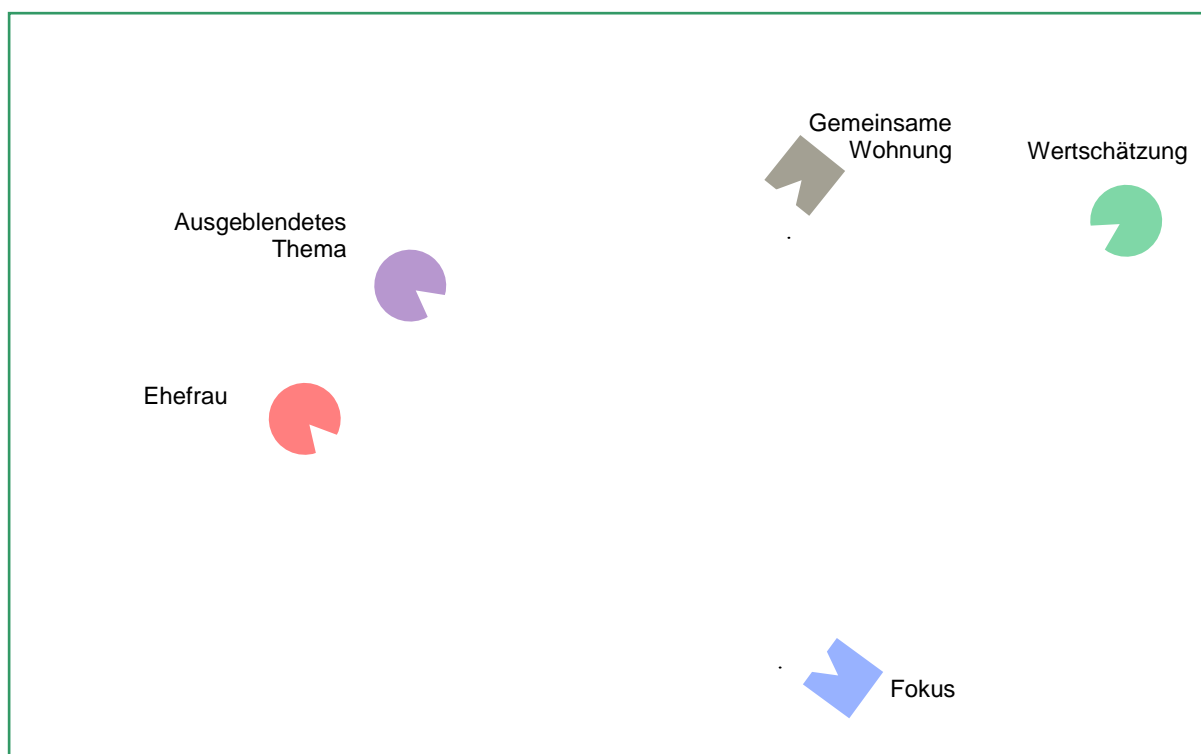 Gemeinsame
Wohnung
Wertschätzung
Ausgeblendetes
Thema
Ehefrau
Fokus